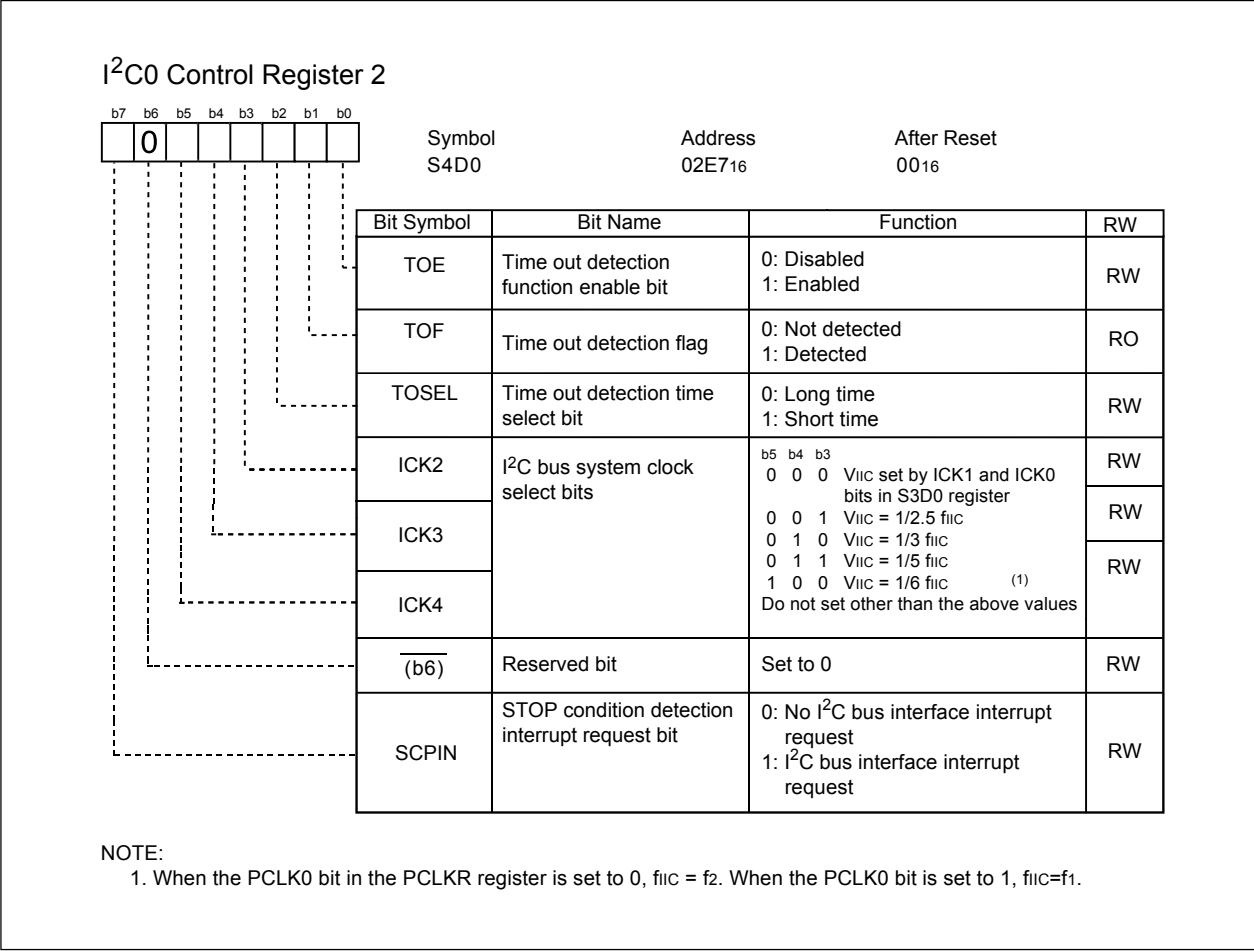 I²C0 Control Register 2
b7 b6 b5 b4 b3 b2 b1 b0
0
Symbol Address After Reset
S4D0 02E716 0016
Bit Symbol Bit Name Function RW
TOE
Time out detection
function enable bit
0: Disabled
1: Enabled
RW
TOF
Time out detection flag
0: Not detected
1: Detected
RO
TOSEL
Time out detection time
select bit
0: Long time
1: Short time
RW
ICK2
ICK3
ICK4
I²C bus system clock
select bits
b5 b4 b3
0 0 0 VIIC set by ICK1 and ICK0
bits in S3D0 register
0 0 1 VIIC = 1/2.5 fIIC
0 1 0 VIIC = 1/3 fIIC
0 1 1 VIIC = 1/5 fIIC
1 0 0 VIIC = 1/6 fIIC (1)
Do not set other than the above values
RW
RW
RW
(b6)
Reserved bit
Set to 0
RW
SCPIN
STOP condition detection
interrupt request bit
0: No I²C bus interface interrupt
request
1: I²C bus interface interrupt
request
RW
NOTE:
1. When the PCLK0 bit in the PCLKR register is set to 0, fIIC = f2. When the PCLK0 bit is set to 1, fIIC=f1.